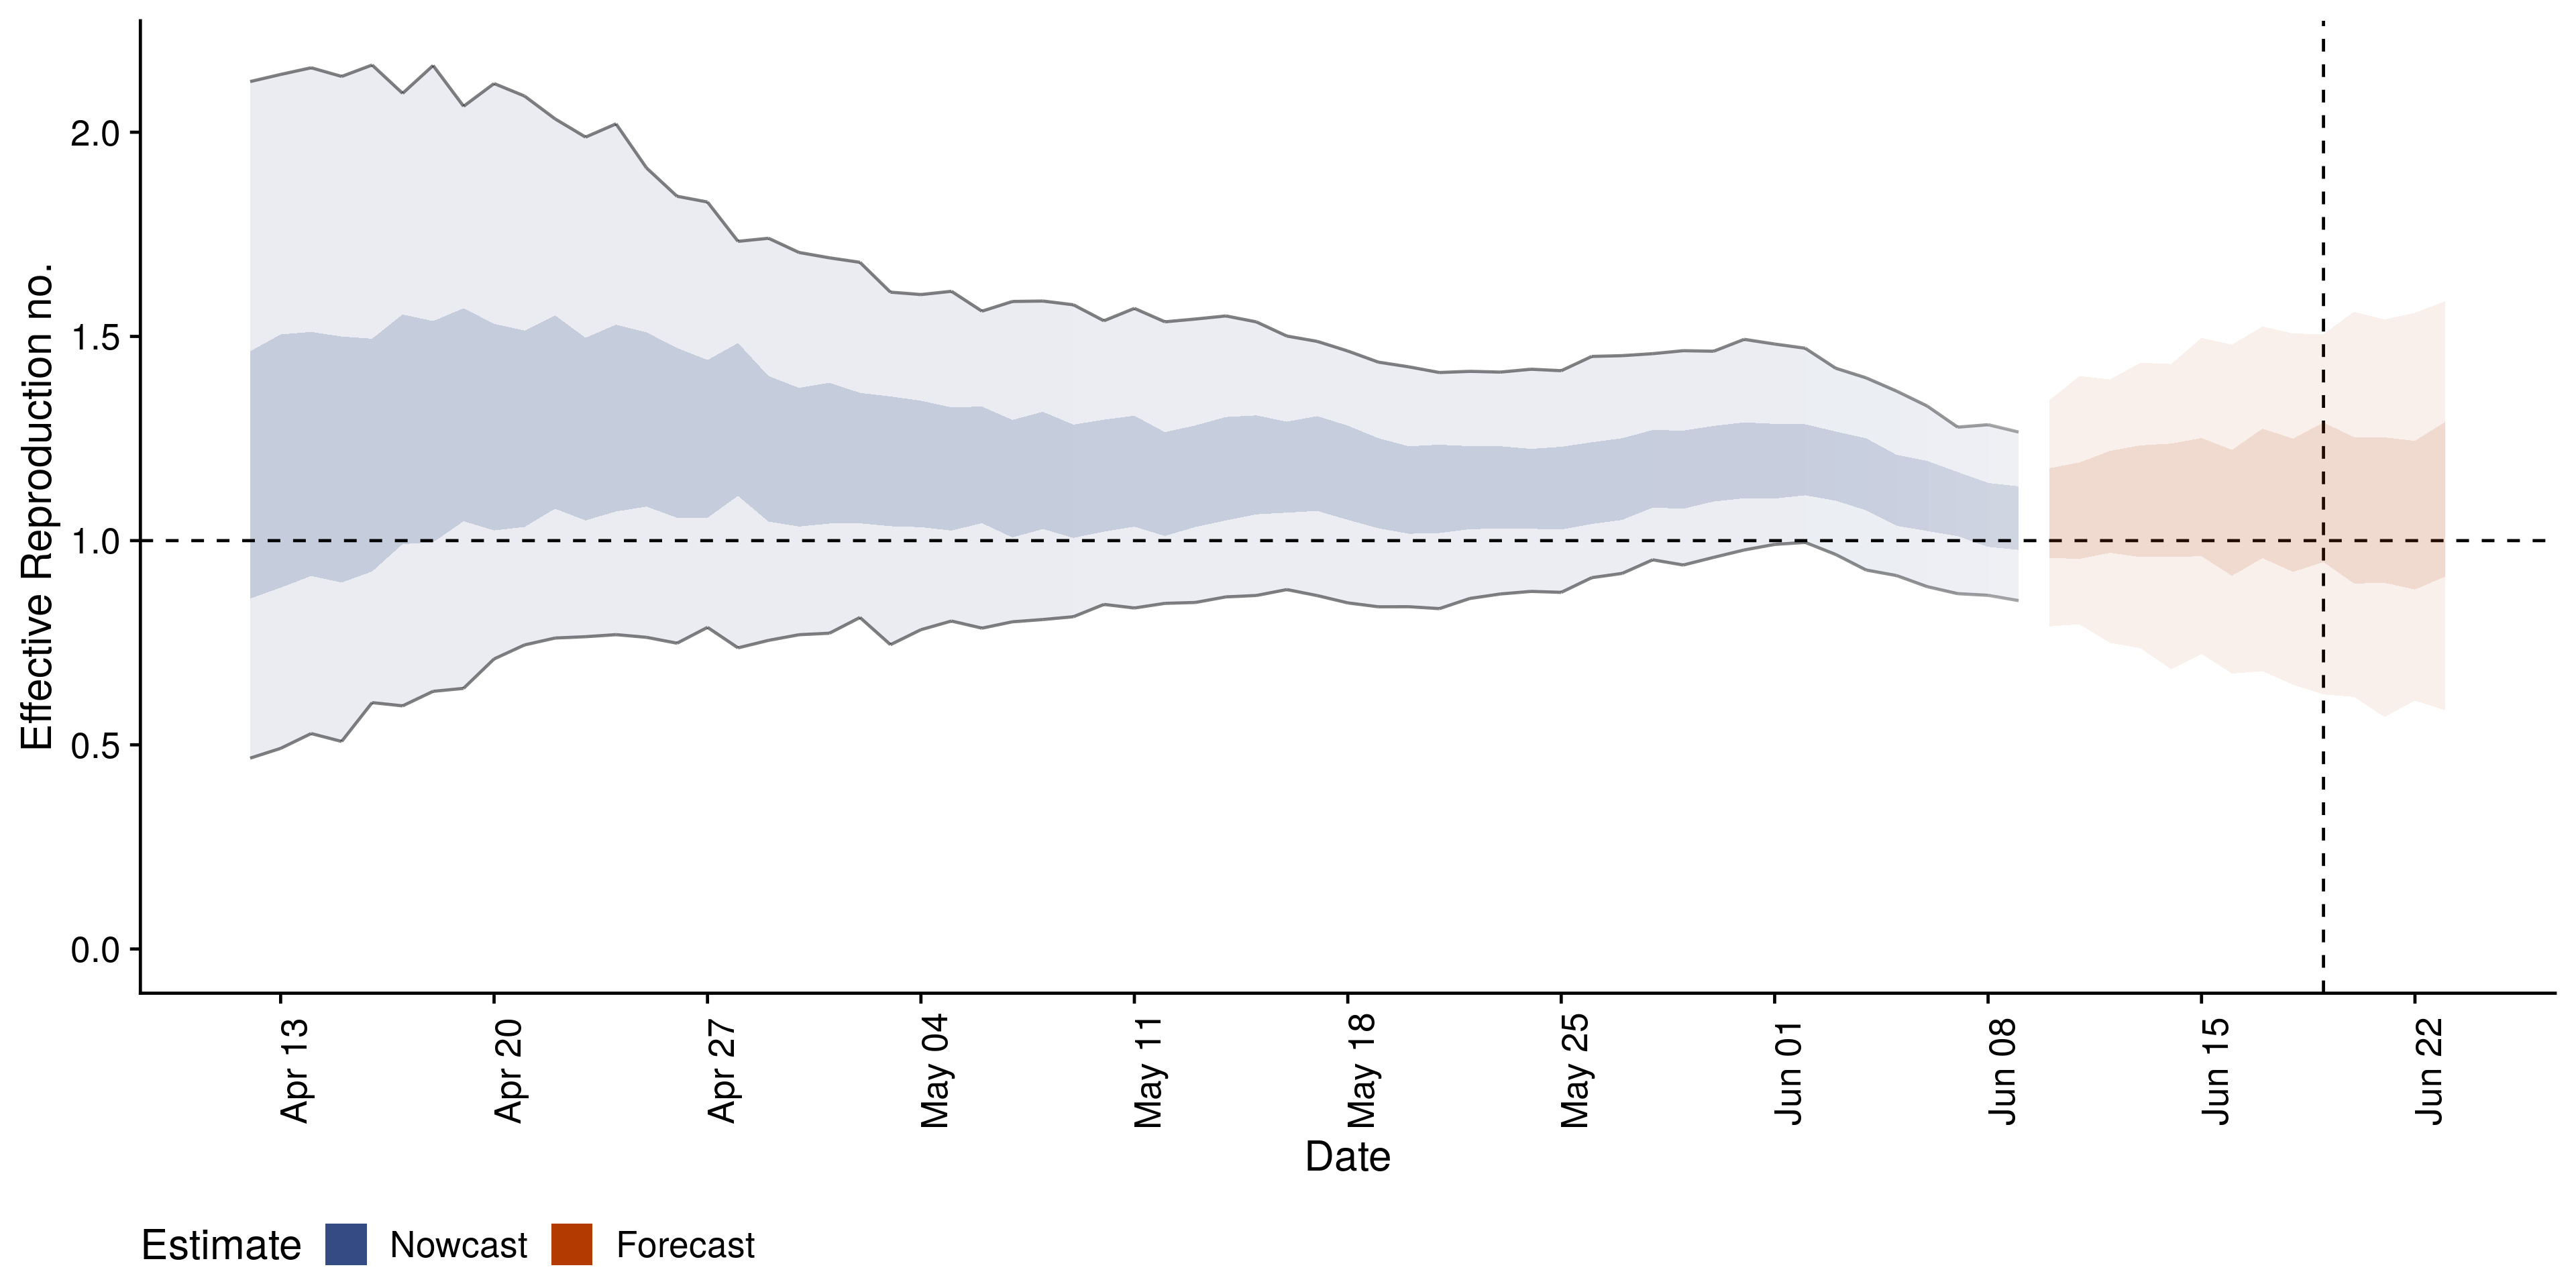 Effective Reproduction no.
2.0
1.5
1.0
0.5
0.0
Apr 13
Apr 20
Apr 27
May 04
May 11
May 18
May 25
Jun 01
Jun 08
Jun 15
Jun 22
Date
Estimate Nowcast Forecast